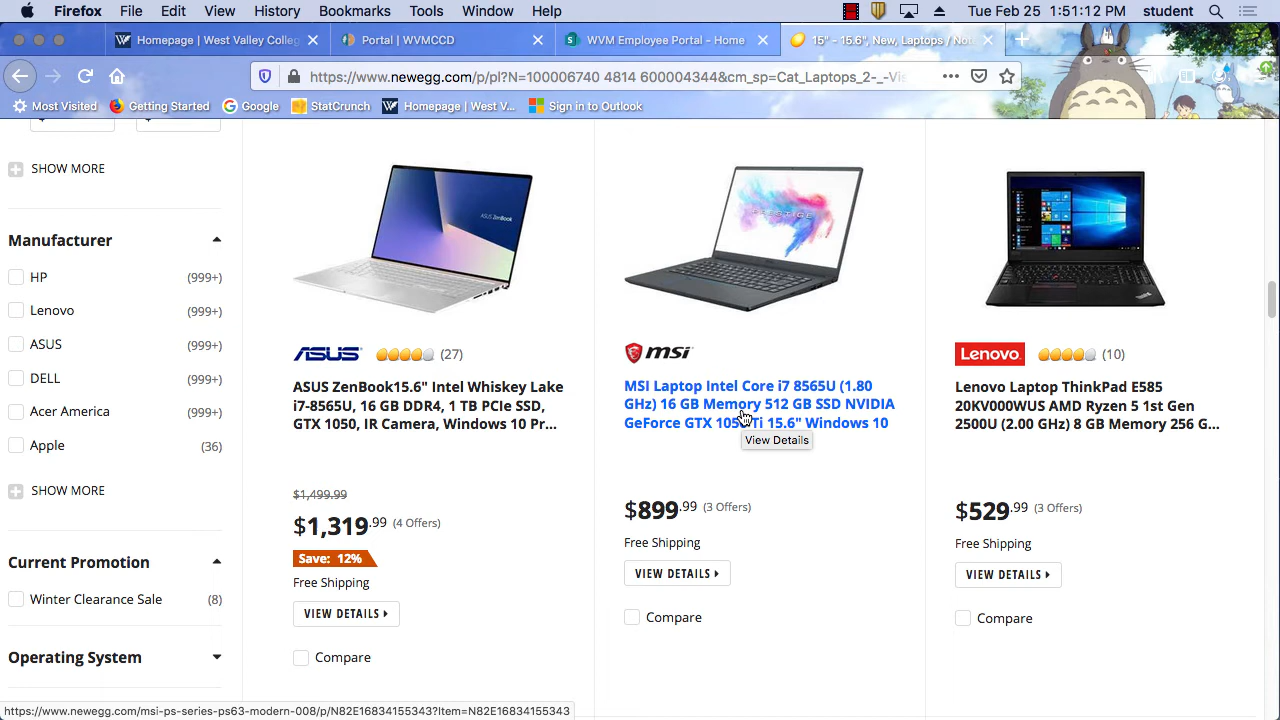 Firefox File Edit View History Bookmarks Tools Window Help Tue Feb 25 1:51:12 PM student
Homepage | West Valley Colleg Portal | WVMCCD WVM Employee Portal - Home 15" - 15.6", New, Laptops / Not
https://www.newegg.com/p/pl?N=100006740 4814 600004344&cm_sp=Cat_Laptops_2-_-Vis
Most Visited Getting Started Google StatCrunch Homepage | West V... Sign in to Outlook
SHOW MORE
Manufacturer
HP (999+)
Lenovo (999+)
ASUS (999+)
DELL (999+)
Acer America (999+)
Apple (36)
SHOW MORE
Current Promotion
Winter Clearance Sale (8)
Operating System
ASUS ZenBook
ASUS (27)
ASUS ZenBook15.6" Intel Whiskey Lake
i7-8565U, 16 GB DDR4, 1 TB PCIe SSD,
GTX 1050, IR Camera, Windows 10 Pr...
$1,499.99
$1,319.99 (4 Offers)
Save: 12%
Free Shipping
VIEW DETAILS
Compare
PRESTIGE
msi
MSI Laptop Intel Core i7 8565U (1.80
GHz) 16 GB Memory 512 GB SSD NVIDIA
GeForce GTX 1050 Ti 15.6" Windows 10
View Details
$899.99 (3 Offers)
Free Shipping
VIEW DETAILS
Compare
Lenovo (10)
Lenovo Laptop ThinkPad E585
20KV000WUS AMD Ryzen 5 1st Gen
2500U (2.00 GHz) 8 GB Memory 256 G...
$529.99 (3 Offers)
Free Shipping
VIEW DETAILS
Compare
https://www.newegg.com/msi-ps-series-ps63-modern-008/p/N82E16834155343?Item=N82E16834155343